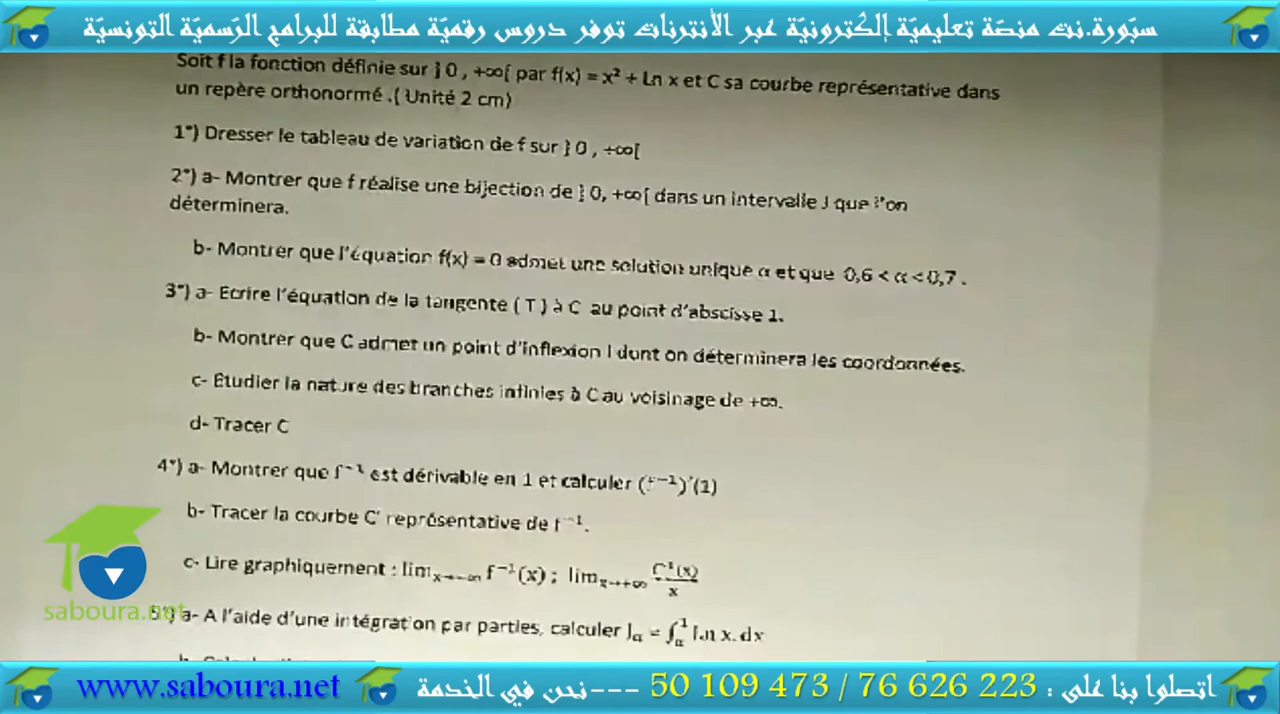 سبّورة.نت منصّة تعليميّة إلكترونيّة عبر الأنترنات توفر دروس رقميّة مطابقة للبرامج الرّسميّة التونسيّة
Soit f la fonction définie sur ]0 , +∞[ par f(x) = x² + Ln x et C sa courbe représentative dans
un repère orthonormé .( Unité 2 cm)
1°) Dresser le tableau de variation de f sur ] 0 , +∞[
2°) a- Montrer que f réalise une bijection de ] 0, +∞[ dans un intervalle J que l'on
déterminera.
b- Montrer que l'équation f(x) = 0 admet une solution unique α et que 0,6 < α < 0,7 .
3°) a- Ecrire l'équation de la tangente ( T ) à C au point d'abscisse 1.
b- Montrer que C admet un point d'inflexion I dont on déterminera les coordonnées.
c- Etudier la nature des branches infinies à C au voisinage de +∞.
d- Tracer C
4°) a- Montrer que f⁻¹ est dérivable en 1 et calculer (f⁻¹)'(1)
b- Tracer la courbe C' représentative de f⁻¹.
c- Lire graphiquement : lim x→-∞ f⁻¹(x) ; lim x→+∞ f⁻¹(x)/x
saboura.net
5°) a- A l'aide d'une intégration par parties, calculer Jα = ∫α¹ Ln x. dx
www.saboura.net اتصلوا بنا على : 223 626 76 / 473 109 50 ---نحن في الخدمة